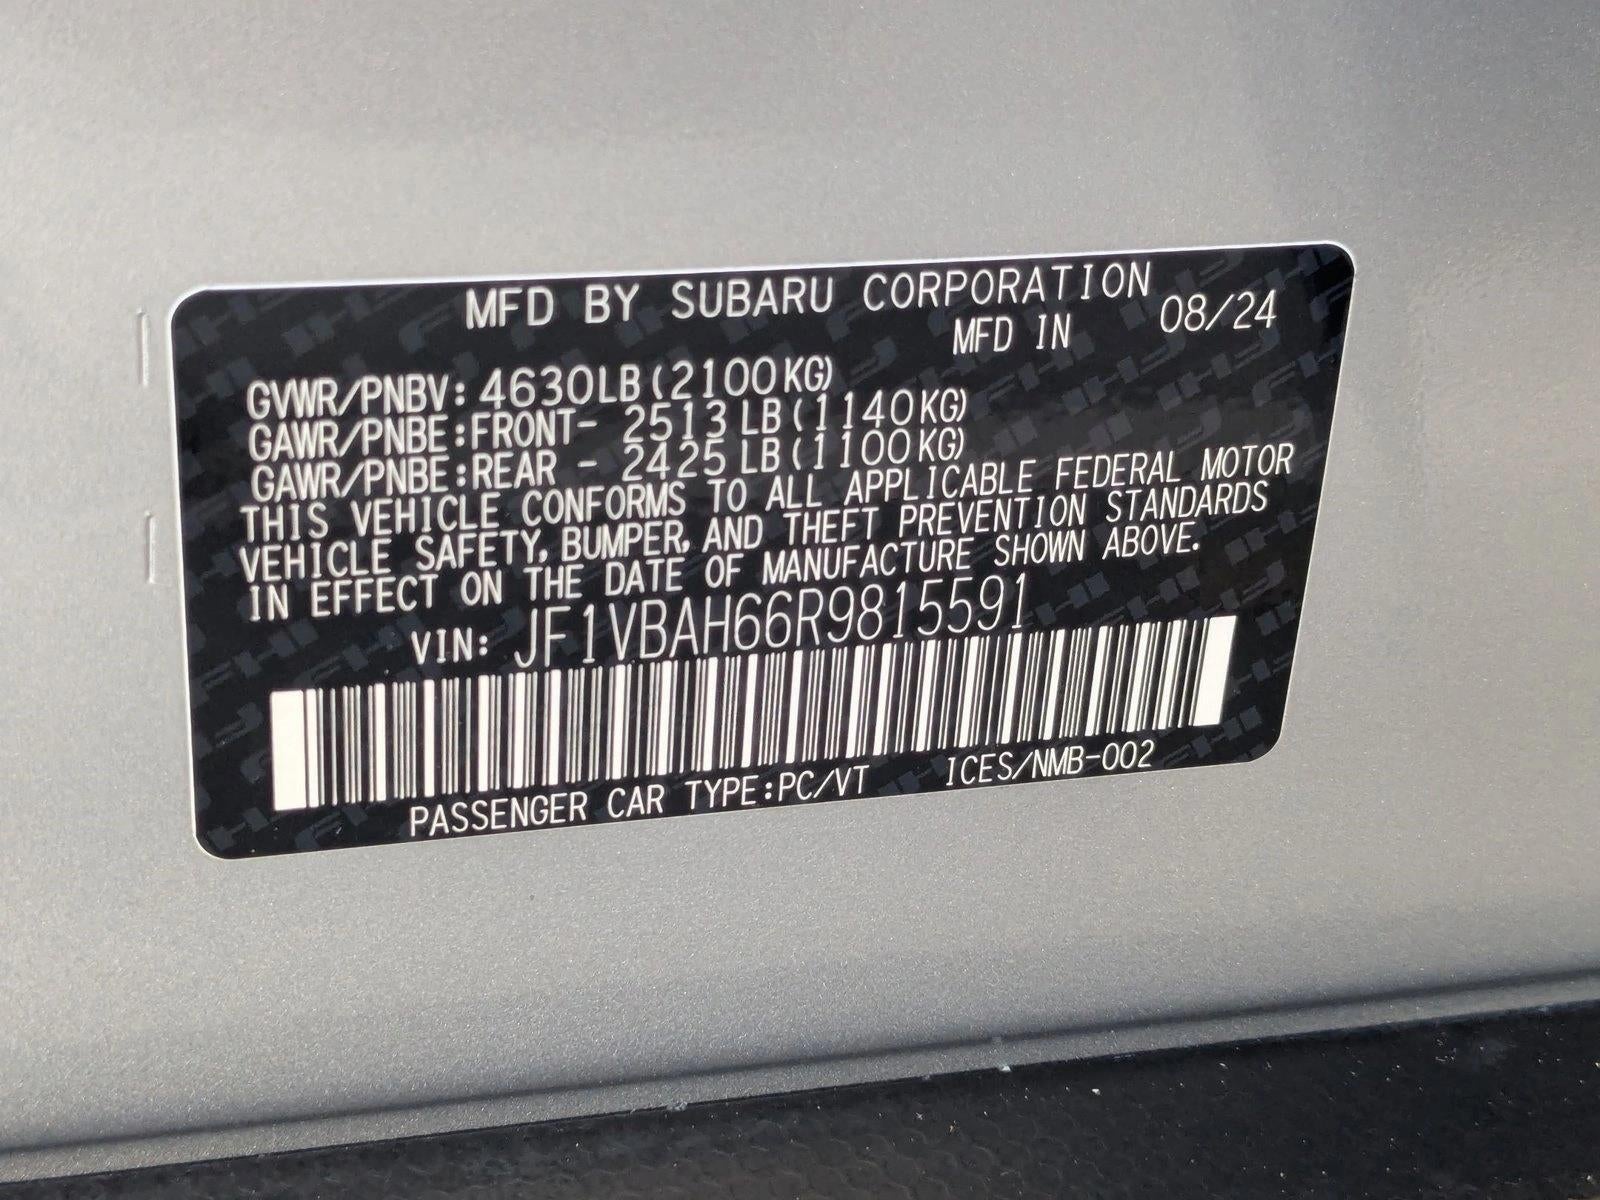 MFD BY SUBARU CORPORATION
MFD IN 08/24
GVWR/PNBV: 4630LB(2100KG)
GAWR/PNBE:FRONT- 2513LB(1140KG)
GAWR/PNBE:REAR - 2425LB(1100KG)
THIS VEHICLE CONFORMS TO ALL APPLICABLE FEDERAL MOTOR
VEHICLE SAFETY, BUMPER, AND THEFT PREVENTION STANDARDS
IN EFFECT ON THE DATE OF MANUFACTURE SHOWN ABOVE.
VIN: JF1VBAH66R9815591
PASSENGER CAR TYPE:PC/VT ICES/NMB-002